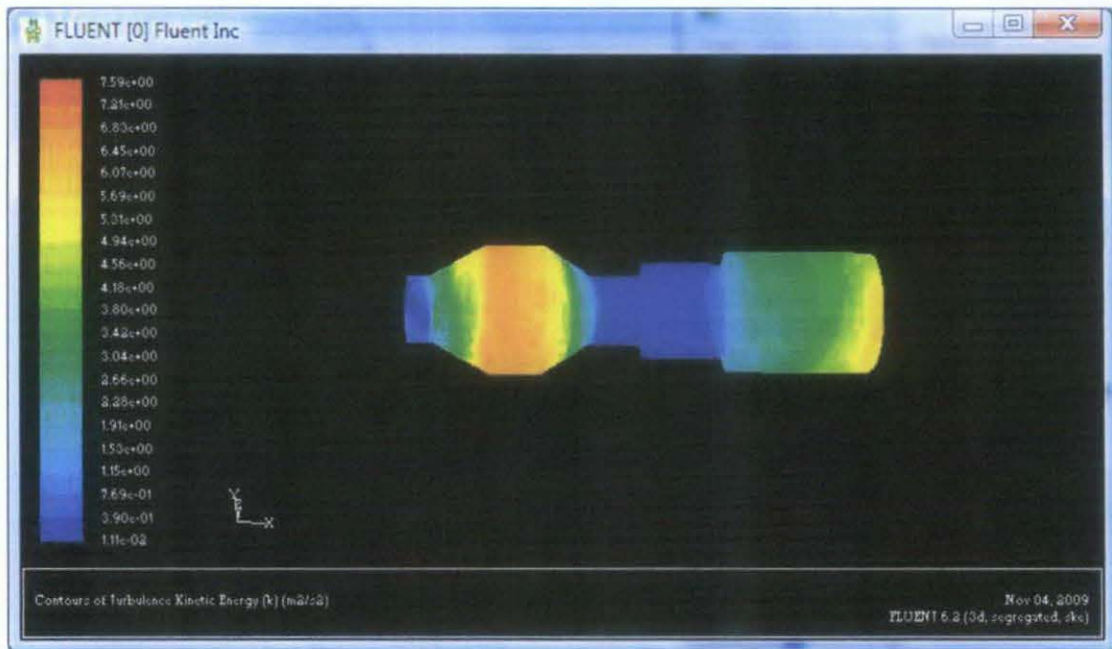 FLUENT [0] Fluent Inc
7.59e+00
7.21e+00
6.83e+00
6.45e+00
6.07e+00
5.69e+00
5.31e+00
4.94e+00
4.56e+00
4.18e+00
3.80e+00
3.42e+00
3.04e+00
2.66e+00
2.28e+00
1.91e+00
1.53e+00
1.15e+00
7.69e-01
3.90e-01
1.11e-02
Y
Z
X
Contours of Turbulence Kinetic Energy (k) (m2/s2)
Nov 04, 2009
FLUENT 6.2 (3d, segregated, ske)